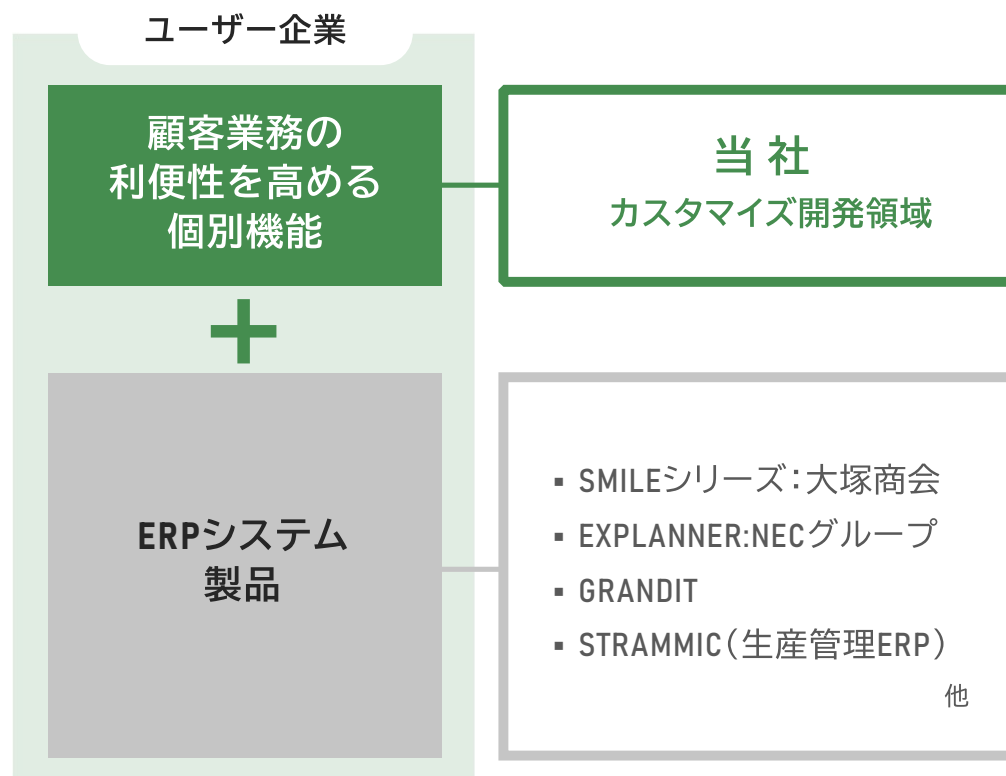 ユーザー企業
顧客業務の
利便性を高める
個別機能
当社
カスタマイズ開発領域
ERPシステム
製品
▪ SMILEシリーズ：大塚商会
▪ EXPLANNER:NECグループ
▪ GRANDIT
▪ STRAMMIC（生産管理ERP）
他